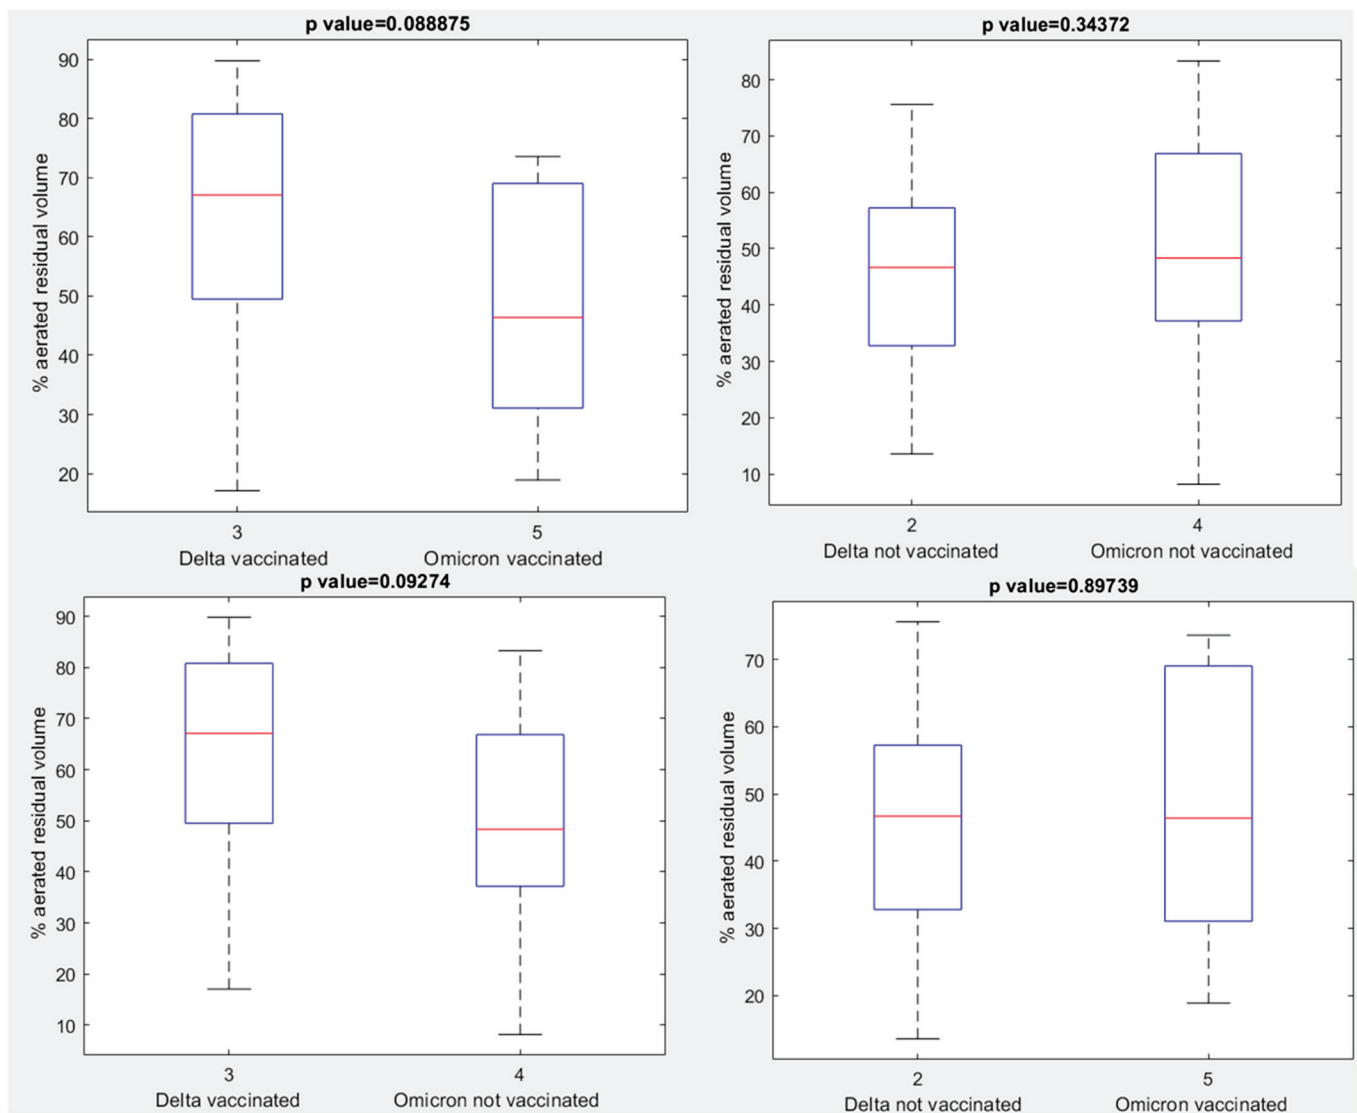 p value=0.088875
% aerated residual volume
90
80
70
60
50
40
30
20
3
5
Delta vaccinated
Omicron vaccinated
p value=0.34372
% aerated residual volume
80
70
60
50
40
30
20
10
2
4
Delta not vaccinated
Omicron not vaccinated
p value=0.09274
% aerated residual volume
90
80
70
60
50
40
30
20
10
3
4
Delta vaccinated
Omicron not vaccinated
p value=0.89739
% aerated residual volume
70
60
50
40
30
20
2
5
Delta not vaccinated
Omicron vaccinated